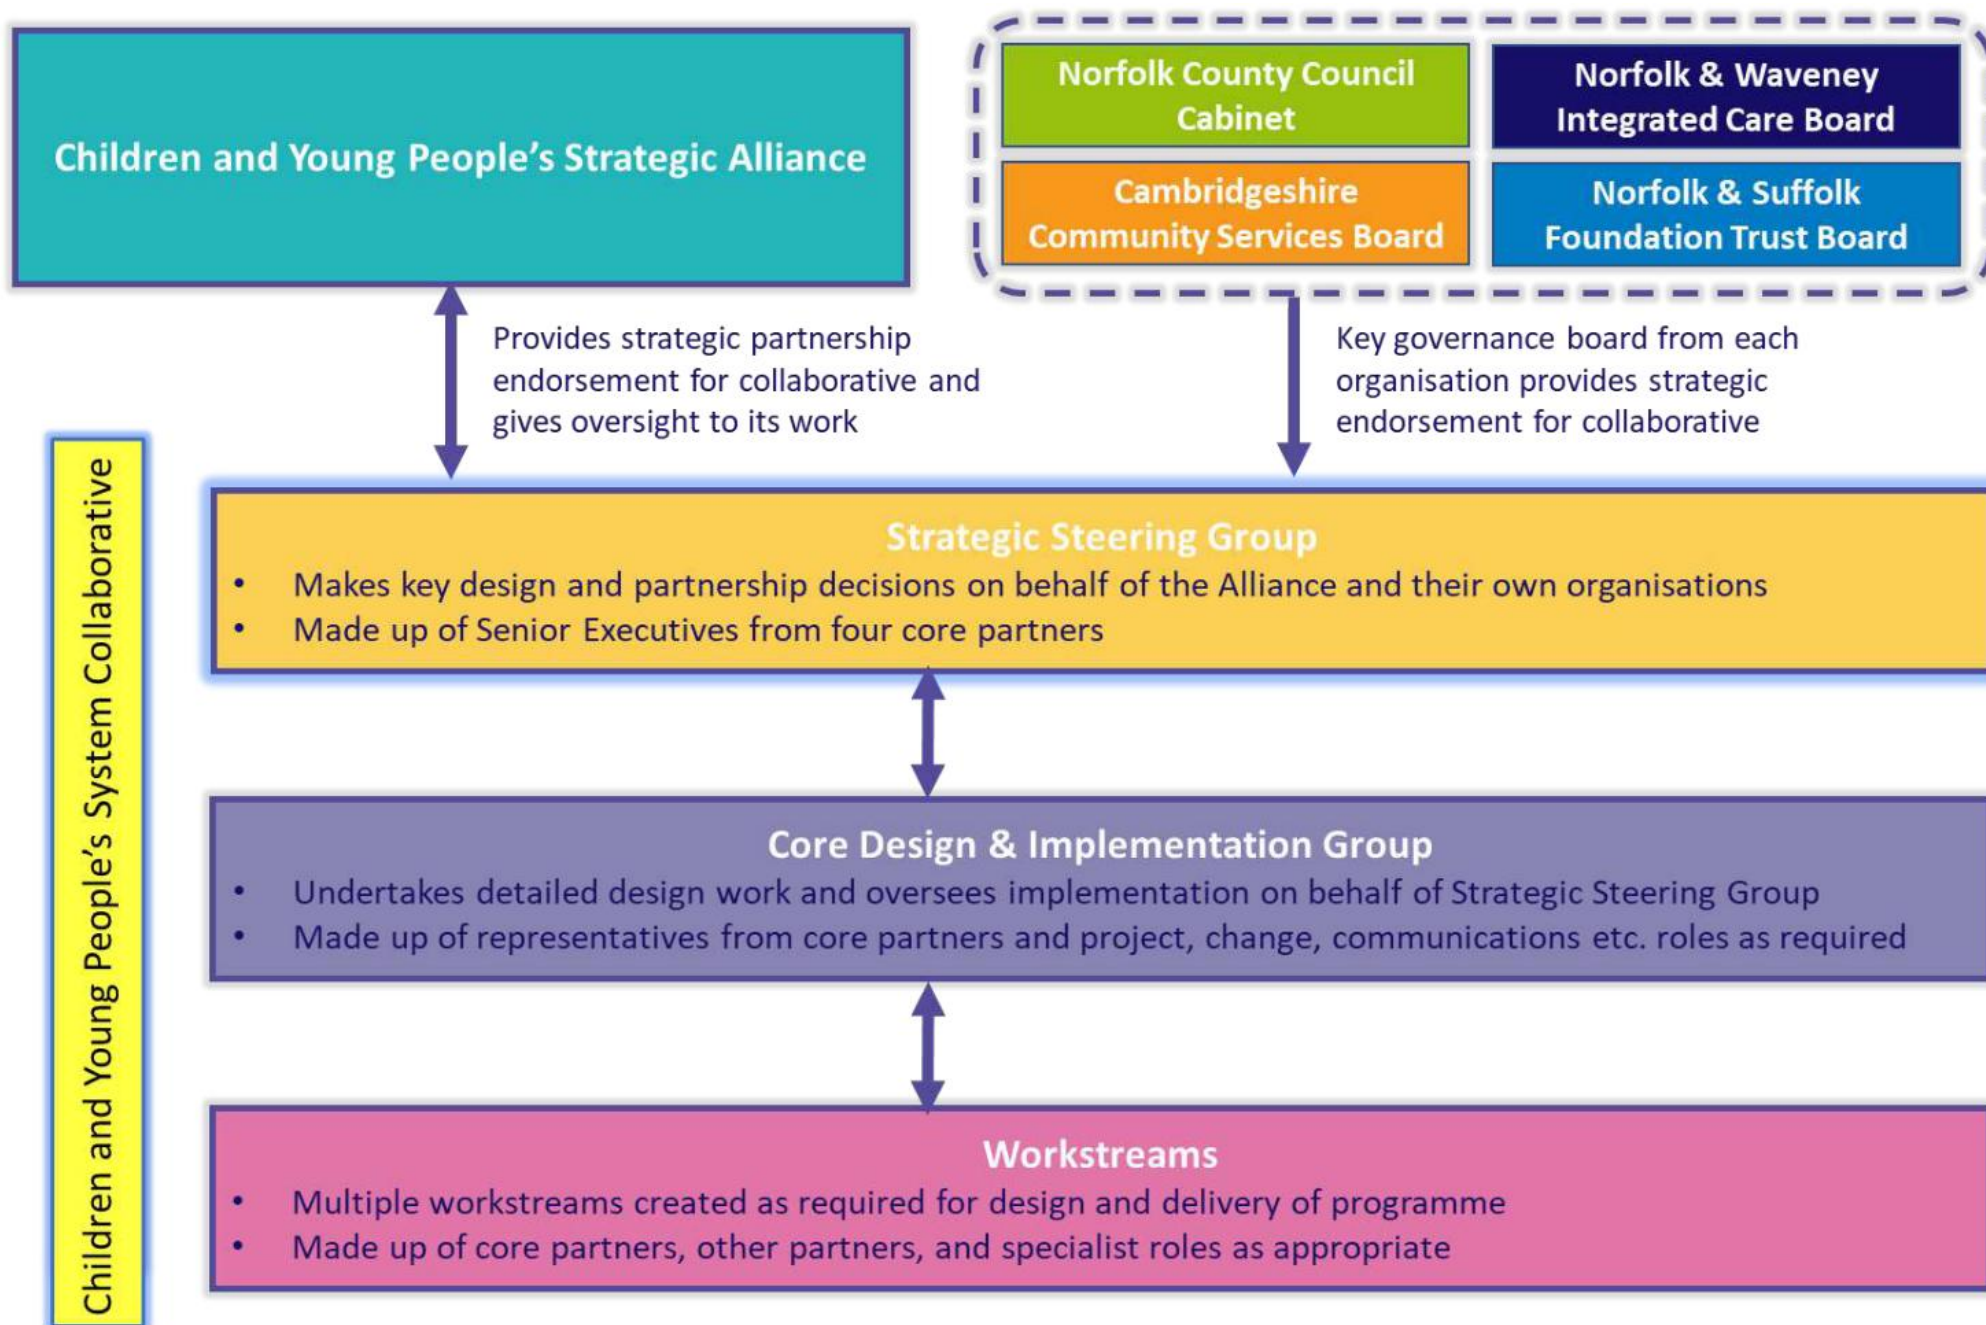 Children and Young People's Strategic Alliance
Norfolk County Council
Cabinet
Norfolk & Waveney
Integrated Care Board
Cambridgeshire
Community Services Board
Norfolk & Suffolk
Foundation Trust Board
Provides strategic partnership
endorsement for collaborative and
gives oversight to its work
Key governance board from each
organisation provides strategic
endorsement for collaborative
Children and Young People's System Collaborative
Strategic Steering Group
• Makes key design and partnership decisions on behalf of the Alliance and their own organisations
• Made up of Senior Executives from four core partners
Core Design & Implementation Group
• Undertakes detailed design work and oversees implementation on behalf of Strategic Steering Group
• Made up of representatives from core partners and project, change, communications etc. roles as required
Workstreams
• Multiple workstreams created as required for design and delivery of programme
• Made up of core partners, other partners, and specialist roles as appropriate